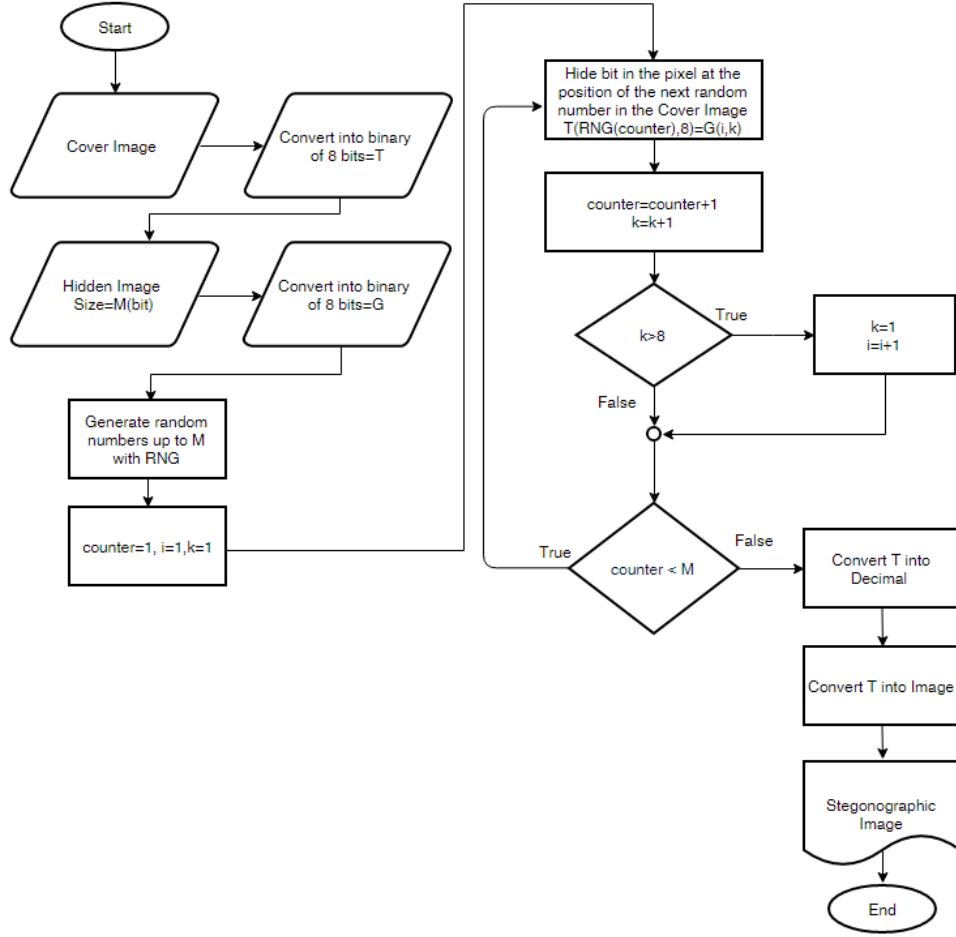 Start
Cover Image
Convert into binary
of 8 bits=T
Hidden Image
Size=M(bit)
Convert into binary
of 8 bits=G
Generate random
numbers up to M
with RNG
counter=1, i=1,k=1
Hide bit in the pixel at the
position of the next random
number in the Cover Image
T(RNG(counter),8)=G(i,k)
counter=counter+1
k=k+1
k>8
True
k=1
i=i+1
False
counter < M
True
False
Convert T into
Decimal
Convert T into Image
Stegonographic
Image
End